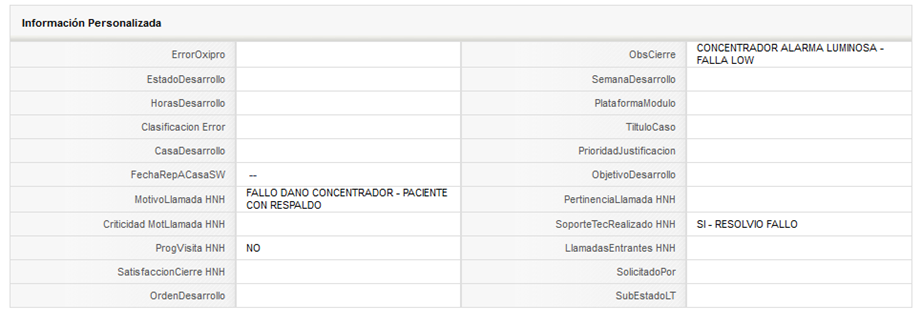 Información Personalizada
ErrorOxipro
ObsCierre CONCENTRADOR ALARMA LUMINOSA -
FALLA LOW
EstadoDesarrollo
SemanaDesarrollo
HorasDesarrollo
PlataformaModulo
Clasificacion Error
TiltuloCaso
CasaDesarrollo
PrioridadJustificacion
FechaRepACasaSW --
ObjetivoDesarrollo
MotivoLlamada HNH FALLO DANO CONCENTRADOR - PACIENTE
CON RESPALDO
PertinenciaLlamada HNH
Criticidad MotLlamada HNH
SoporteTecRealizado HNH SI - RESOLVIO FALLO
ProgVisita HNH NO
LlamadasEntrantes HNH
SatisfaccionCierre HNH
SolicitadoPor
OrdenDesarrollo
SubEstadoLT